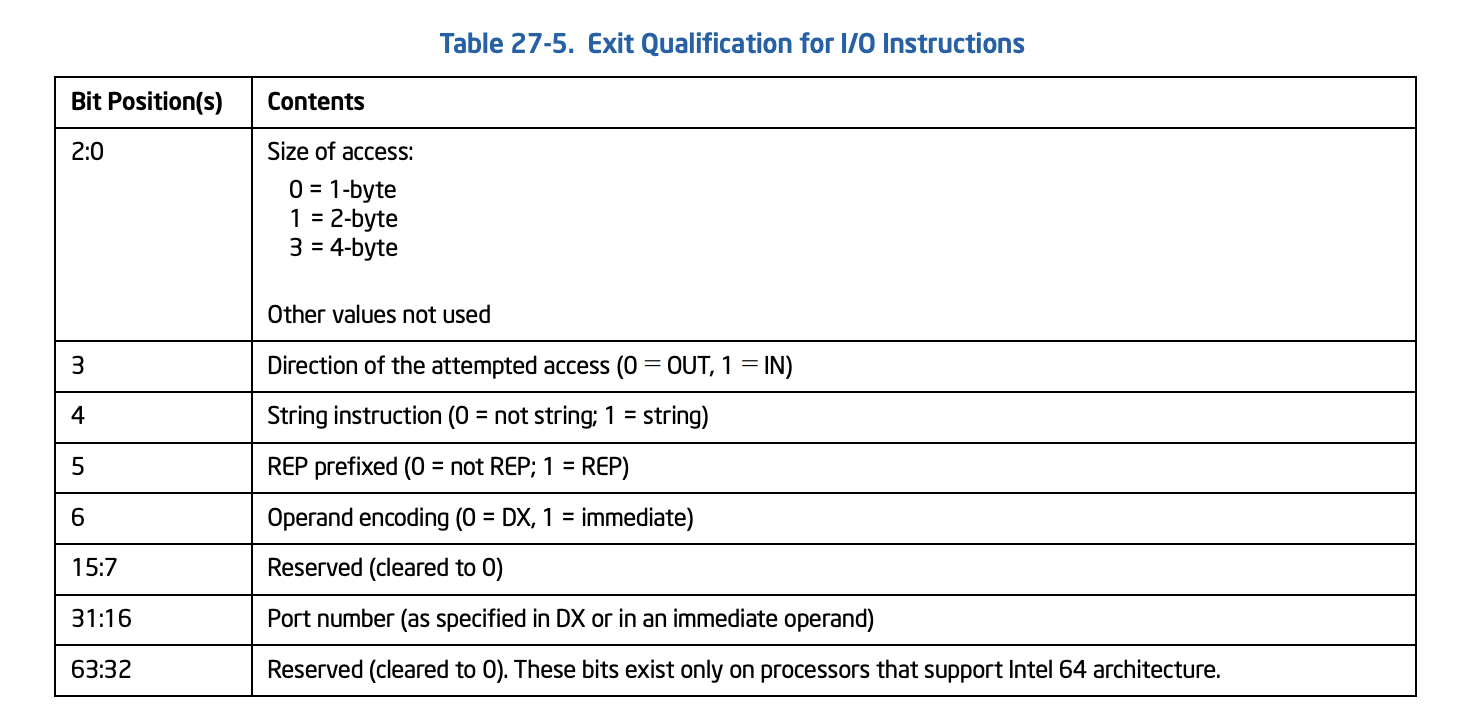 Table 27-5. Exit Qualification for I/O Instructions
Bit Position(s) Contents
2:0 Size of access:
0 = 1-byte
1 = 2-byte
3 = 4-byte
Other values not used
3 Direction of the attempted access (0 = OUT, 1 = IN)
4 String instruction (0 = not string; 1 = string)
5 REP prefixed (0 = not REP; 1 = REP)
6 Operand encoding (0 = DX, 1 = immediate)
15:7 Reserved (cleared to 0)
31:16 Port number (as specified in DX or in an immediate operand)
63:32 Reserved (cleared to 0). These bits exist only on processors that support Intel 64 architecture.